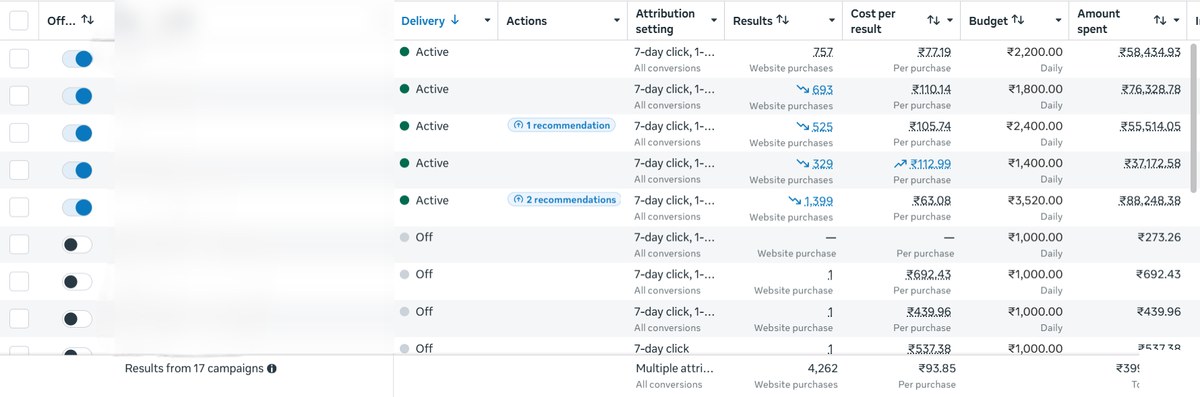 Off... Delivery Actions Attribution setting Results Cost per result Budget Amount spent
Active 7-day click, 1-... 757 ₹77.19 ₹2,200.00 ₹58,434.93
All conversions Website purchases Per purchase Daily
Active 7-day click, 1-... 693 ₹110.14 ₹1,800.00 ₹76,328.78
All conversions Website purchases Per purchase Daily
Active 1 recommendation 7-day click, 1-... 525 ₹105.74 ₹2,400.00 ₹55,514.05
All conversions Website purchases Per purchase Daily
Active 7-day click, 1-... 329 ₹112.99 ₹1,400.00 ₹37,172.58
All conversions Website purchases Per purchase Daily
Active 2 recommendations 7-day click, 1-... 1,399 ₹63.08 ₹3,520.00 ₹88,248.38
All conversions Website purchases Per purchase Daily
Off 7-day click, 1-... — — ₹1,000.00 ₹273.26
All conversions Website purchase Per purchase Daily
Off 7-day click, 1-... 1 ₹692.43 ₹1,000.00 ₹692.43
All conversions Website purchase Per purchase Daily
Off 7-day click, 1-... 1 ₹439.96 ₹1,000.00 ₹439.96
All conversions Website purchase Per purchase Daily
Off 7-day click 1 ₹537.38 ₹1,000.00 ₹537.38
Results from 17 campaigns Multiple attri... 4,262 ₹93.85
All conversions Website purchases Per purchase